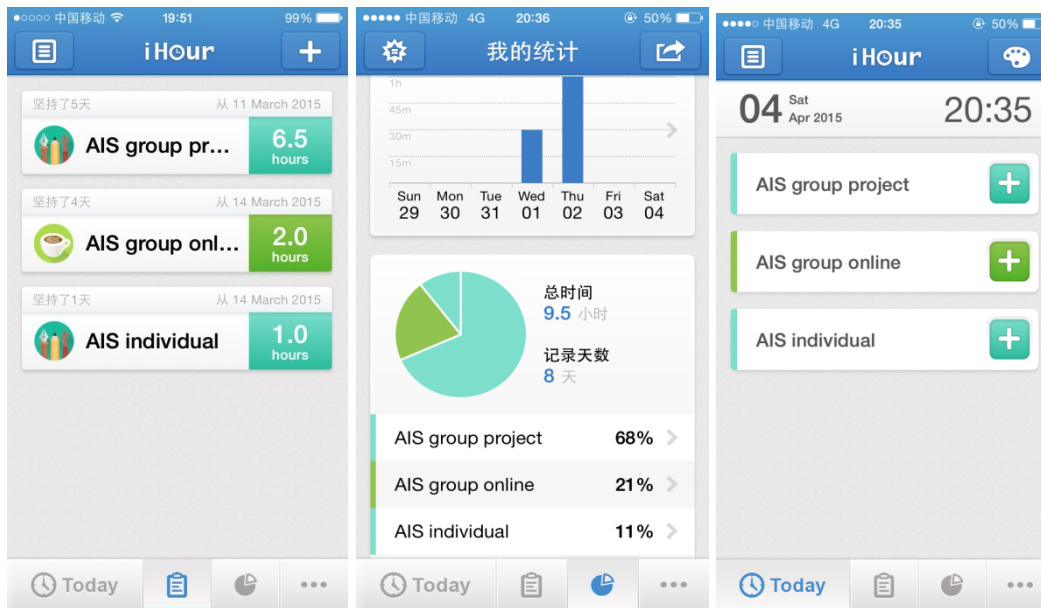 中国移动 19:51 99%
iHour
坚持了5天 从 11 March 2015
AIS group pr... 6.5
hours
坚持了4天 从 14 March 2015
AIS group onl... 2.0
hours
坚持了1天 从 14 March 2015
AIS individual 1.0
hours
Today
中国移动 4G 20:36 50%
我的统计
1h
45m
30m
15m
Sun Mon Tue Wed Thu Fri Sat
29 30 31 01 02 03 04
总时间
9.5 小时
记录天数
8 天
AIS group project 68%
AIS group online 21%
AIS individual 11%
Today
中国移动 4G 20:35 50%
iHour
04 Sat
Apr 2015
20:35
AIS group project
AIS group online
AIS individual
Today